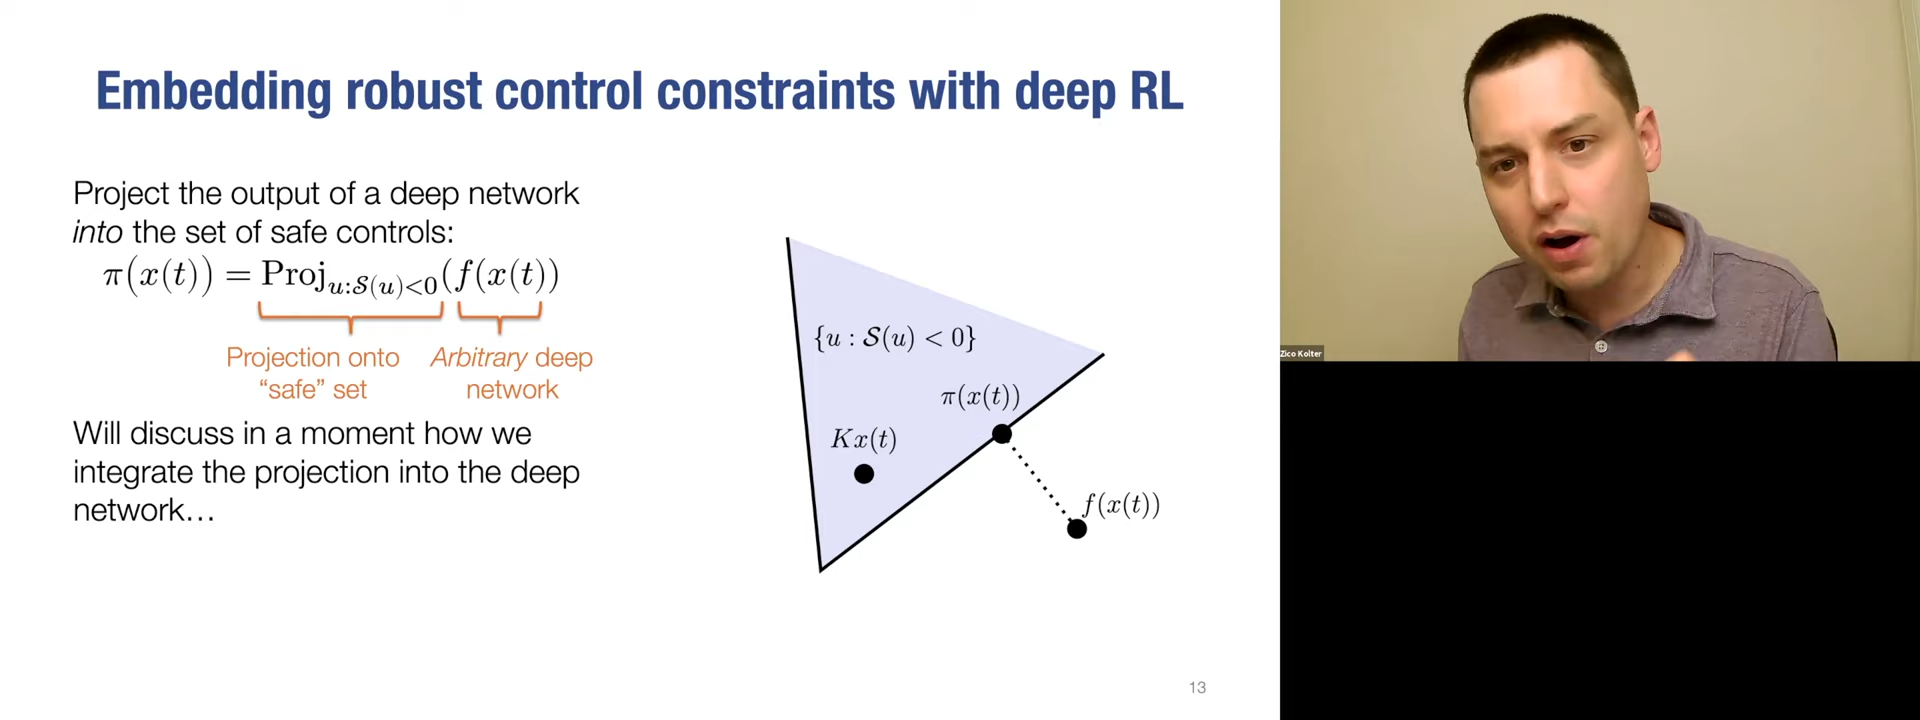 Embedding robust control constraints with deep RL
Project the output of a deep network
into the set of safe controls:
π(x(t)) = Proj_{u:𝒮(u)<0}(f(x(t))
Projection onto
“safe” set
Arbitrary deep
network
Will discuss in a moment how we
integrate the projection into the deep
network…
{u : 𝒮(u) < 0}
π(x(t))
Kx(t)
f(x(t))
13
Zico Kolter